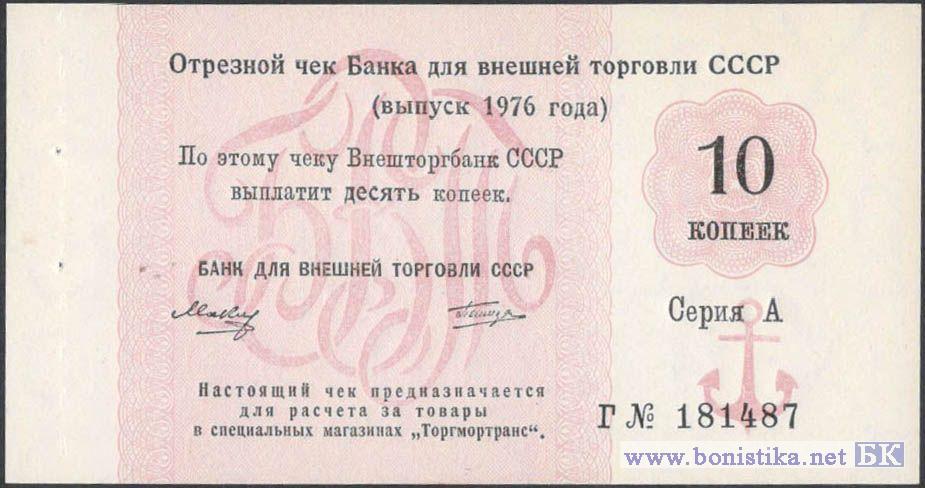 Отрезной чек Банка для внешней торговли СССР
(выпуск 1976 года)
По этому чеку Внешторгбанк СССР
выплатит десять копеек.
10
КОПЕЕК
БАНК ДЛЯ ВНЕШНЕЙ ТОРГОВЛИ СССР
Серия А
Настоящий чек предназначается
для расчета за товары
в специальных магазинах „Торгмортранс“.
Г № 181487
www.bonistika.net БК